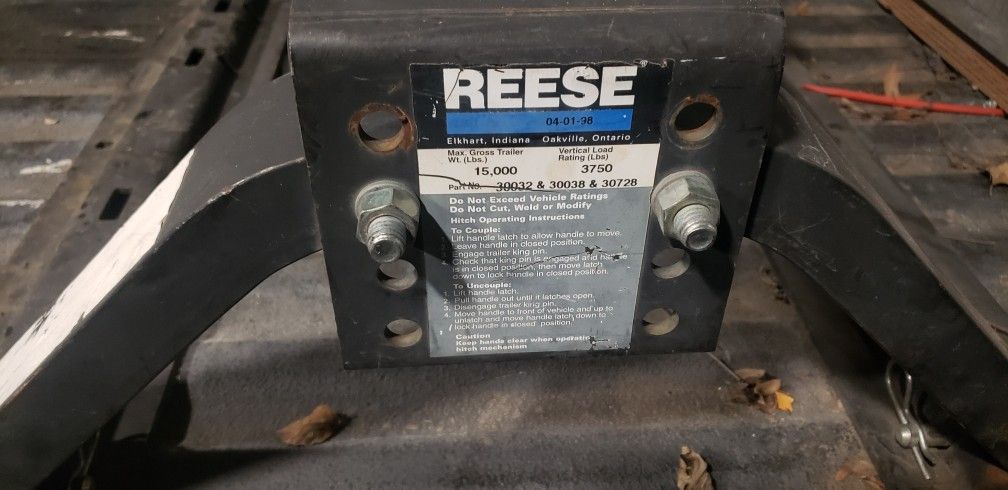 REESE
04-01-98
Elkhart, Indiana Oakville, Ontario
Max. Gross Trailer Wt. (Lbs.) Vertical Load Rating (Lbs)
15,000 3750
Part No. 30032 & 30038 & 30728
Do Not Exceed Vehicle Ratings
Do Not Cut, Weld or Modify
Hitch Operating Instructions
To Couple:
Lift handle latch to allow handle to move.
Leave handle in closed position.
Engage trailer king pin.
Check that king pin is engaged and handle
is in closed position, then move latch
down to lock handle in closed position.
To Uncouple:
1. Lift handle latch.
2. Pull handle out until it latches open.
3. Disengage trailer king pin.
4. Move handle to front of vehicle and up to
unlatch and move handle latch down to
lock handle in closed position.
Caution
Keep hands clear when operating
hitch mechanism